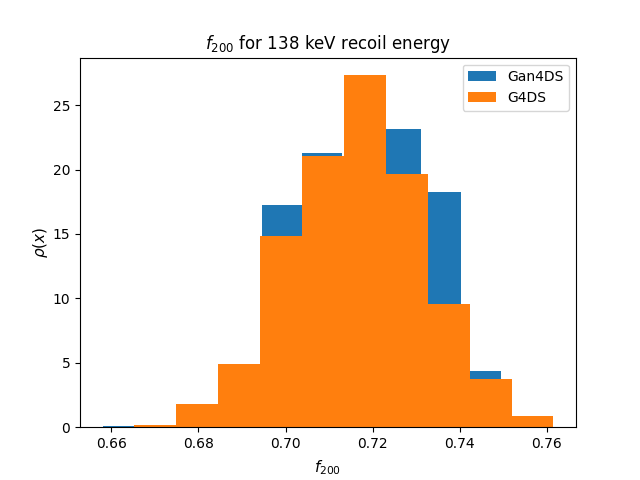 f₂₀₀ for 138 keV recoil energy
Gan4DS
G4DS
25
20
15
10
5
0
ρ(x)
0.66 0.68 0.70 0.72 0.74 0.76
f₂₀₀